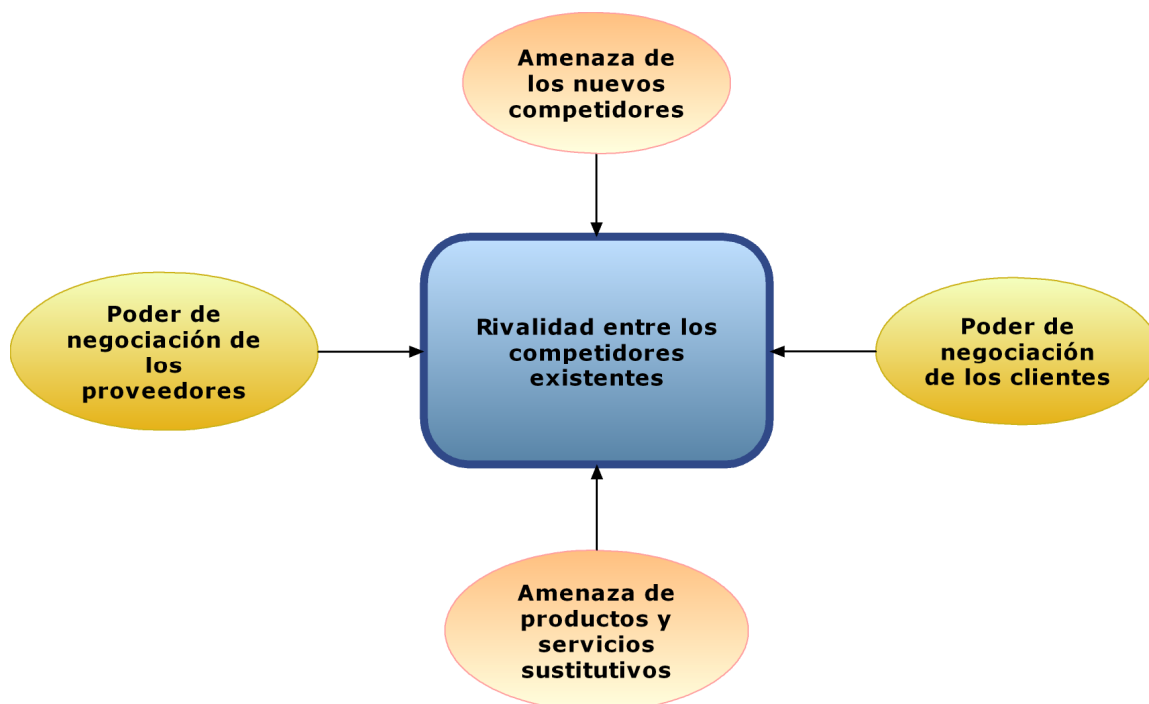 Amenaza de
los nuevos
competidores
Poder de
negociación de
los
proveedores
Rivalidad entre los
competidores
existentes
Poder de
negociación
de los clientes
Amenaza de
productos y
servicios
sustitutivos